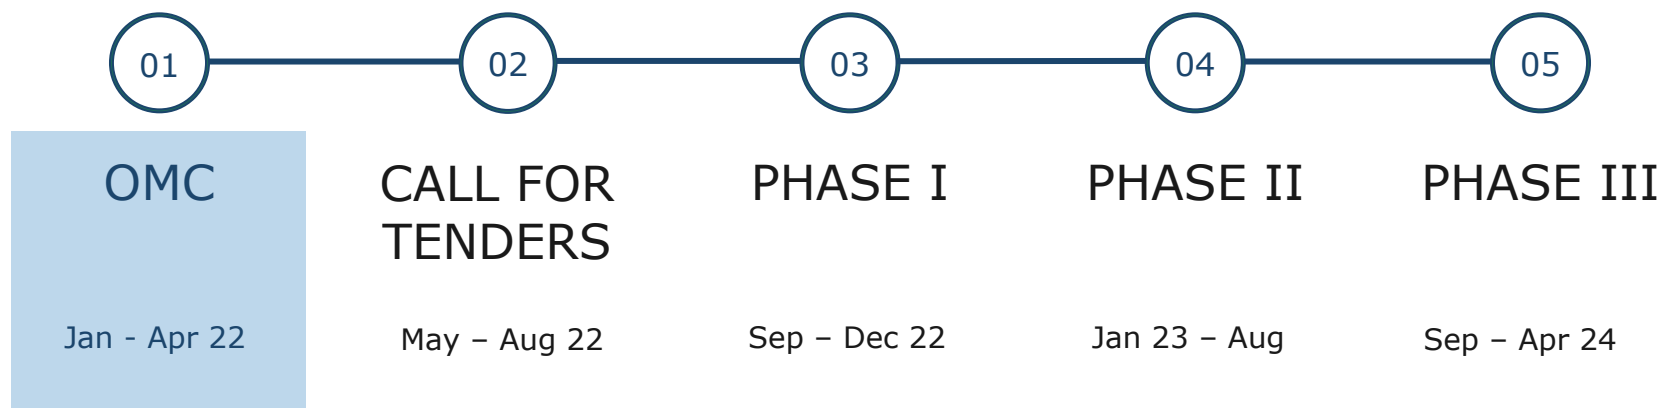 01
02
03
04
05
OMC
CALL FOR
TENDERS
PHASE I
PHASE II
PHASE III
Jan - Apr 22
May – Aug 22
Sep – Dec 22
Jan 23 – Aug
Sep – Apr 24